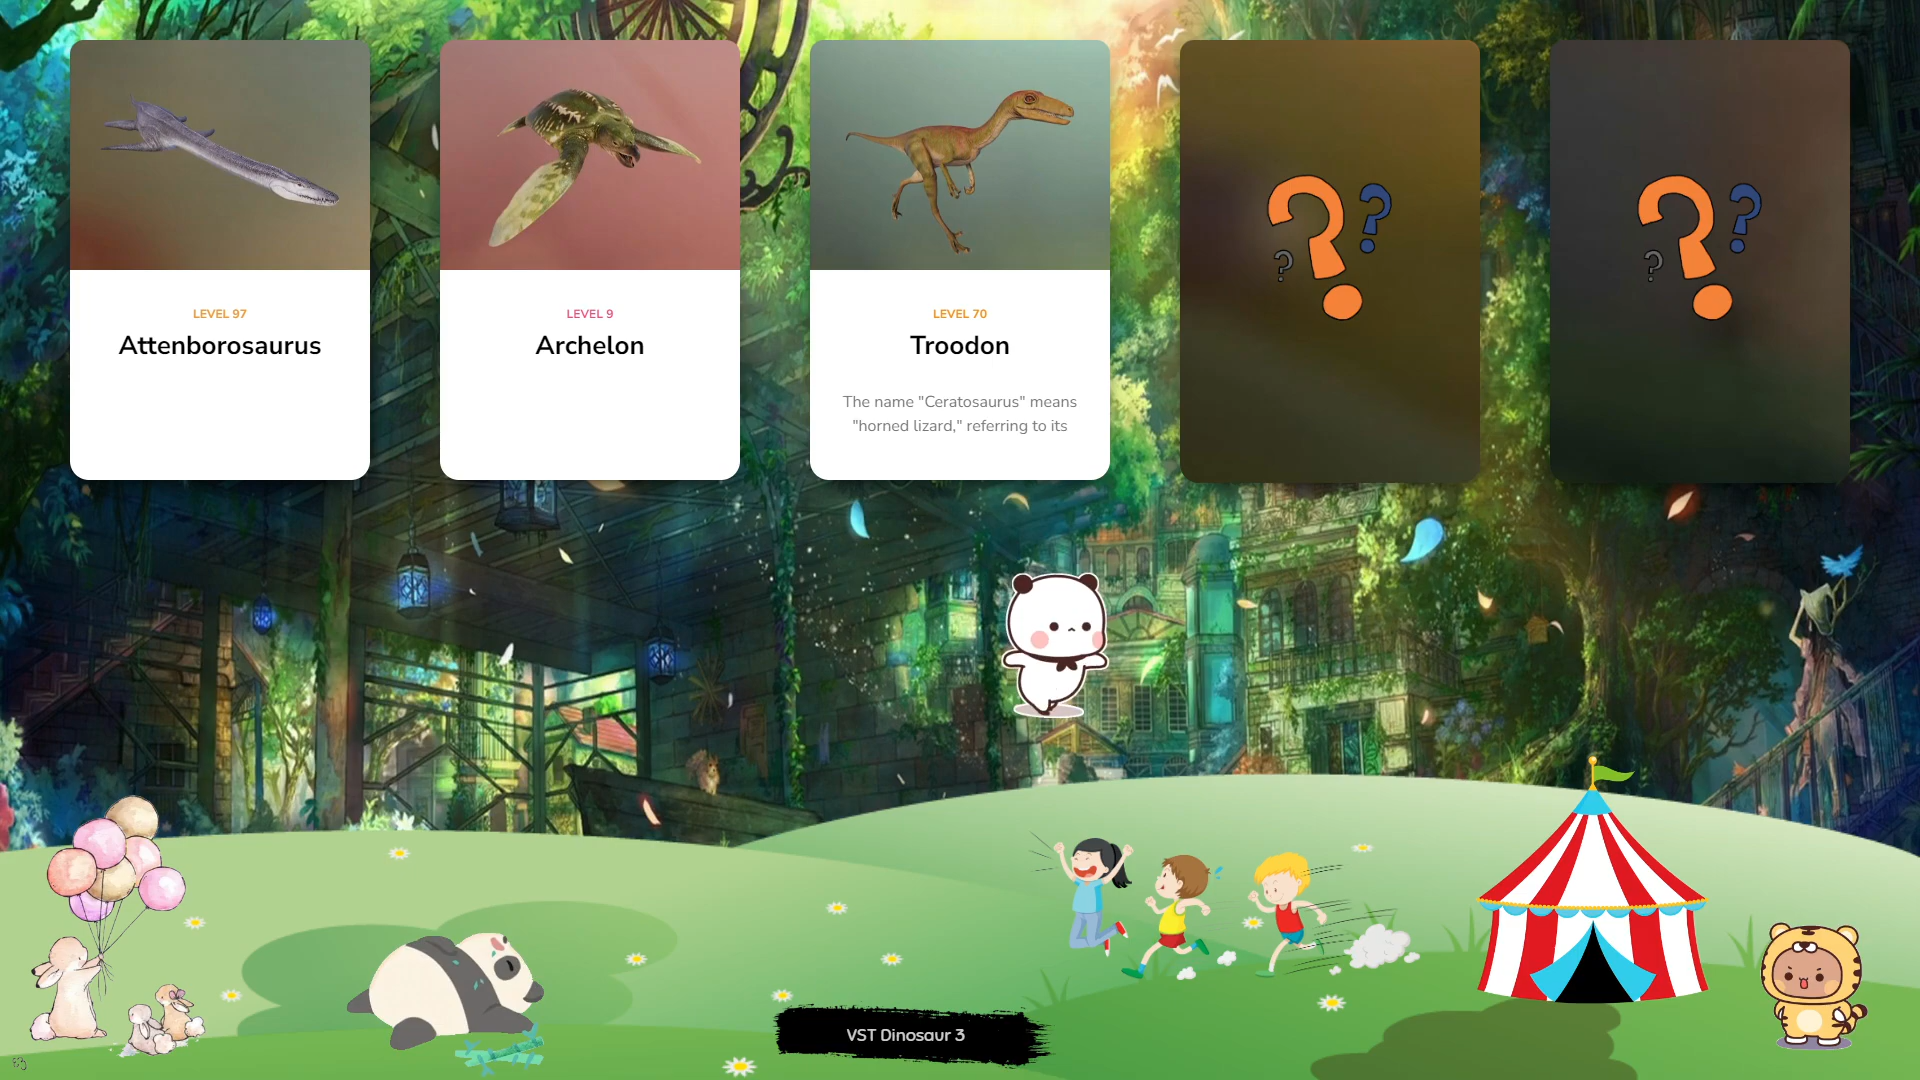 LEVEL 97
Attenborosaurus
LEVEL 9
Archelon
LEVEL 70
Troodon
The name "Ceratosaurus" means
"horned lizard," referring to its
? ? ?
? ? ?
VST Dinosaur 3